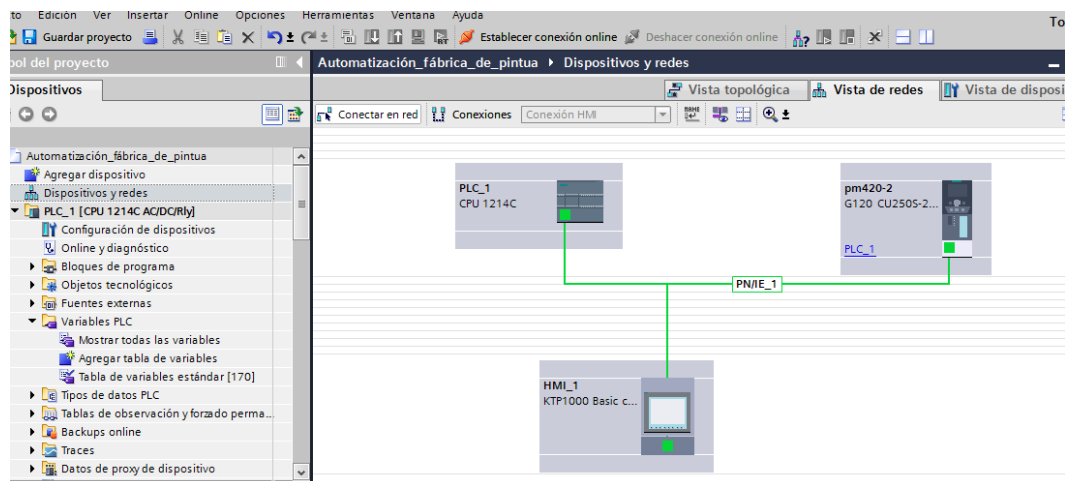 to Edición Ver Insertar Online Opciones Herramientas Ventana Ayuda
To
Guardar proyecto Establecer conexión online Deshacer conexión online
ool del proyecto
Automatización_fábrica_de_pintua Dispositivos y redes
Dispositivos
Vista topológica Vista de redes Vista de disposi
Conectar en red Conexiones Conexión HMI
Automatización_fábrica_de_pintua
Agregar dispositivo
Dispositivos y redes
PLC_1 [CPU 1214C AC/DC/Rly]
Configuración de dispositivos
Online y diagnóstico
Bloques de programa
Objetos tecnológicos
Fuentes externas
Variables PLC
Mostrar todas las variables
Agregar tabla de variables
Tabla de variables estándar [170]
Tipos de datos PLC
Tablas de observación y forzado perma...
Backups online
Traces
Datos de proxy de dispositivo
PLC_1
CPU 1214C
pm420-2
G120 CU250S-2...
PLC_1
PN/IE_1
HMI_1
KTP1000 Basic c...